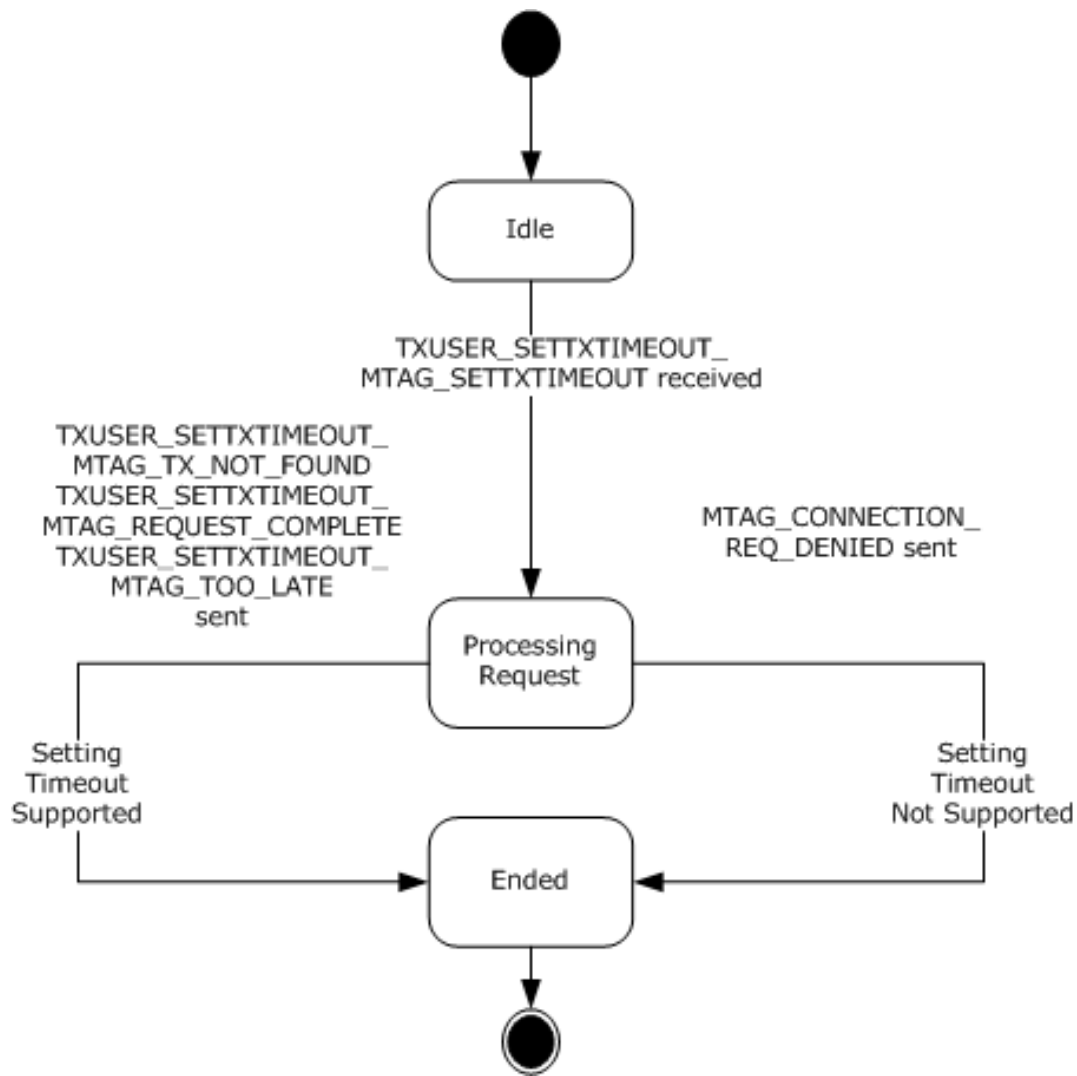 Idle
TXUSER_SETTXTIMEOUT_
MTAG_SETTXTIMEOUT received
TXUSER_SETTXTIMEOUT_
MTAG_TX_NOT_FOUND
TXUSER_SETTXTIMEOUT_
MTAG_REQUEST_COMPLETE
TXUSER_SETTXTIMEOUT_
MTAG_TOO_LATE
sent
MTAG_CONNECTION_
REQ_DENIED sent
Processing
Request
Setting
Timeout
Supported
Setting
Timeout
Not Supported
Ended